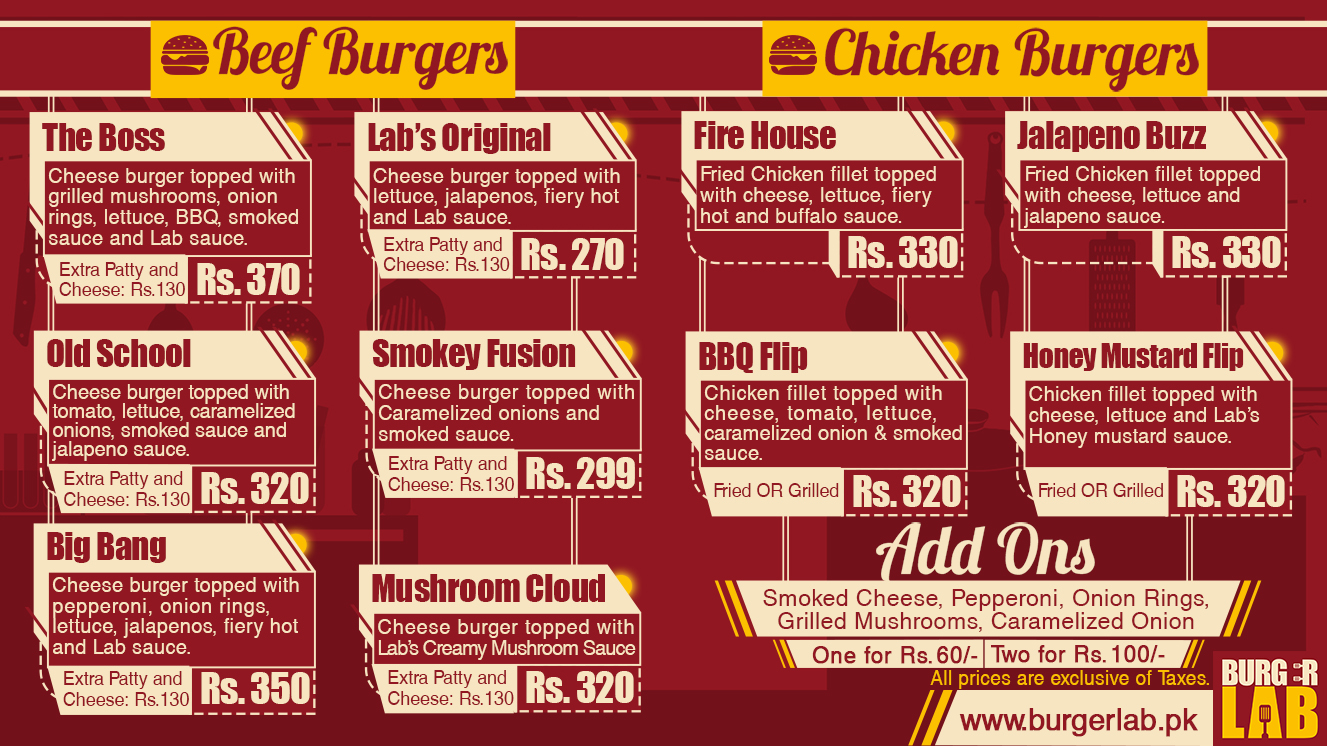 Beef Burgers
The Boss
Cheese burger topped with
grilled mushrooms, onion
rings, lettuce, BBQ, smoked
sauce and Lab sauce.
Extra Patty and
Cheese: Rs.130
Rs. 370
Lab's Original
Cheese burger topped with
lettuce, jalapenos, fiery hot
and Lab sauce.
Extra Patty and
Cheese: Rs.130
Rs. 270
Old School
Cheese burger topped with
tomato, lettuce, caramelized
onions, smoked sauce and
jalapeno sauce.
Extra Patty and
Cheese: Rs.130
Rs. 320
Smokey Fusion
Cheese burger topped with
Caramelized onions and
smoked sauce.
Extra Patty and
Cheese: Rs.130
Rs. 299
Big Bang
Cheese burger topped with
pepperoni, onion rings,
lettuce, jalapenos, fiery hot
and Lab sauce.
Extra Patty and
Cheese: Rs.130
Rs. 350
Mushroom Cloud
Cheese burger topped with
Lab's Creamy Mushroom Sauce
Extra Patty and
Cheese: Rs.130
Rs. 320
Chicken Burgers
Fire House
Fried Chicken fillet topped
with cheese, lettuce, fiery
hot and buffalo sauce.
Rs. 330
Jalapeno Buzz
Fried Chicken fillet topped
with cheese, lettuce and
jalapeno sauce.
Rs. 330
BBQ Flip
Chicken fillet topped with
cheese, tomato, lettuce,
caramelized onion & smoked
sauce.
Fried OR Grilled
Rs. 320
Honey Mustard Flip
Chicken fillet topped with
cheese, lettuce and Lab's
Honey mustard sauce.
Fried OR Grilled
Rs. 320
Add Ons
Smoked Cheese, Pepperoni, Onion Rings,
Grilled Mushrooms, Caramelized Onion
One for Rs.60/- Two for Rs.100/-
All prices are exclusive of Taxes.
www.burgerlab.pk
BURGER
LAB